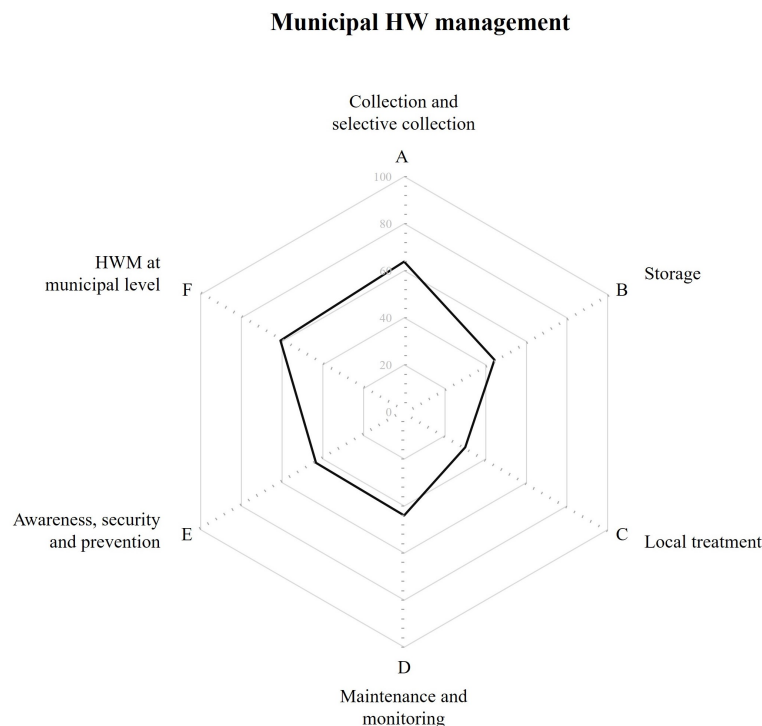 Municipal HW management
Collection and
selective collection
A
100
80
60
40
20
0
HWM at
municipal level
F
Storage
B
Awareness, security
and prevention
E
C
Local treatment
D
Maintenance and
monitoring